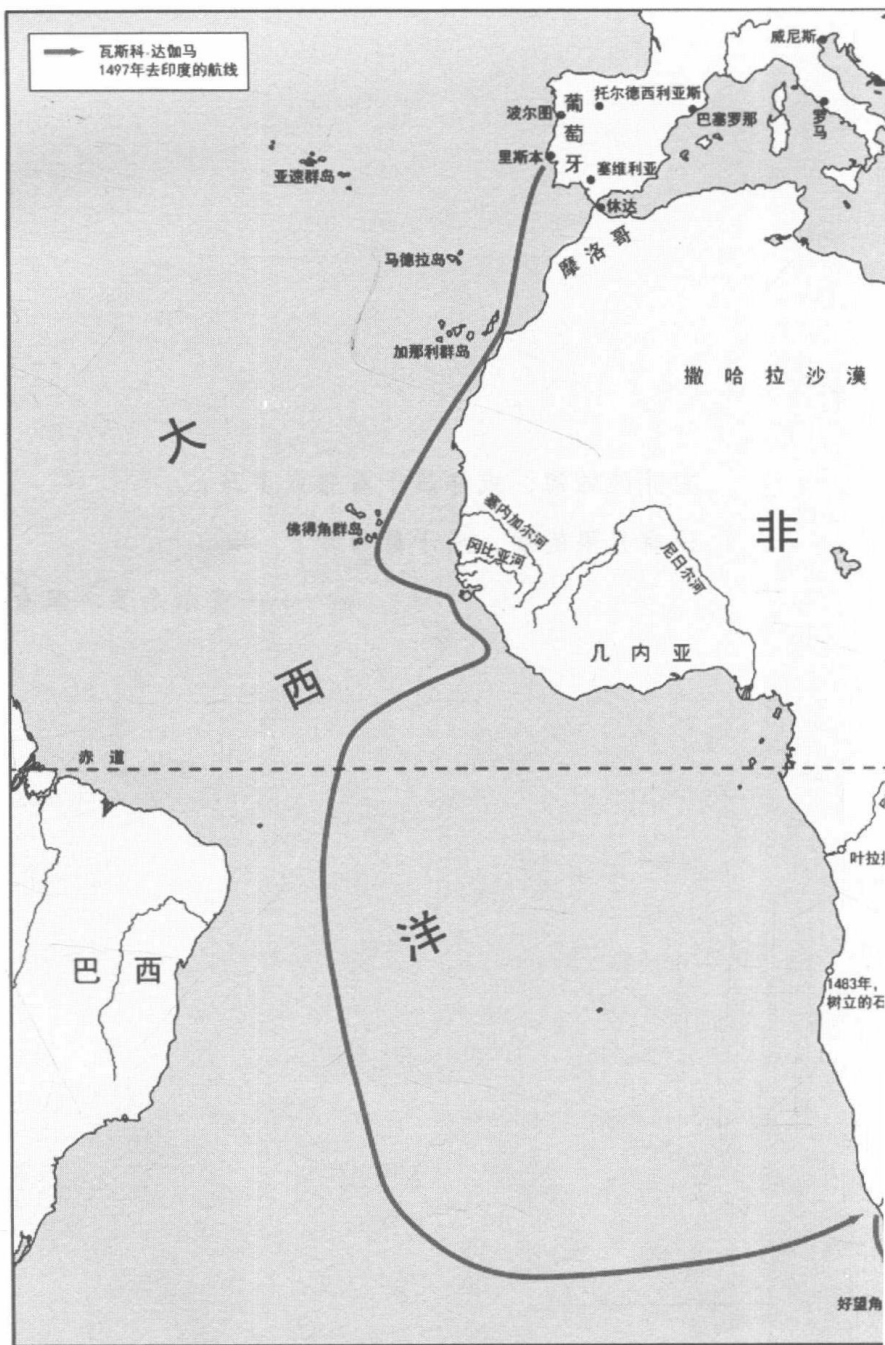 瓦斯科·达伽马
1497年去印度的航线
威尼斯
托尔德西利亚斯
波尔图
葡萄牙
巴塞罗那
罗马
里斯本
塞维利亚
亚速群岛
休达
摩洛哥
马德拉岛
加那利群岛
撒哈拉沙漠
大西洋
佛得角群岛
塞内加尔河
冈比亚河
尼日尔河
非
几内亚
赤道
叶拉
巴西
1483年,
树立的石
好望角